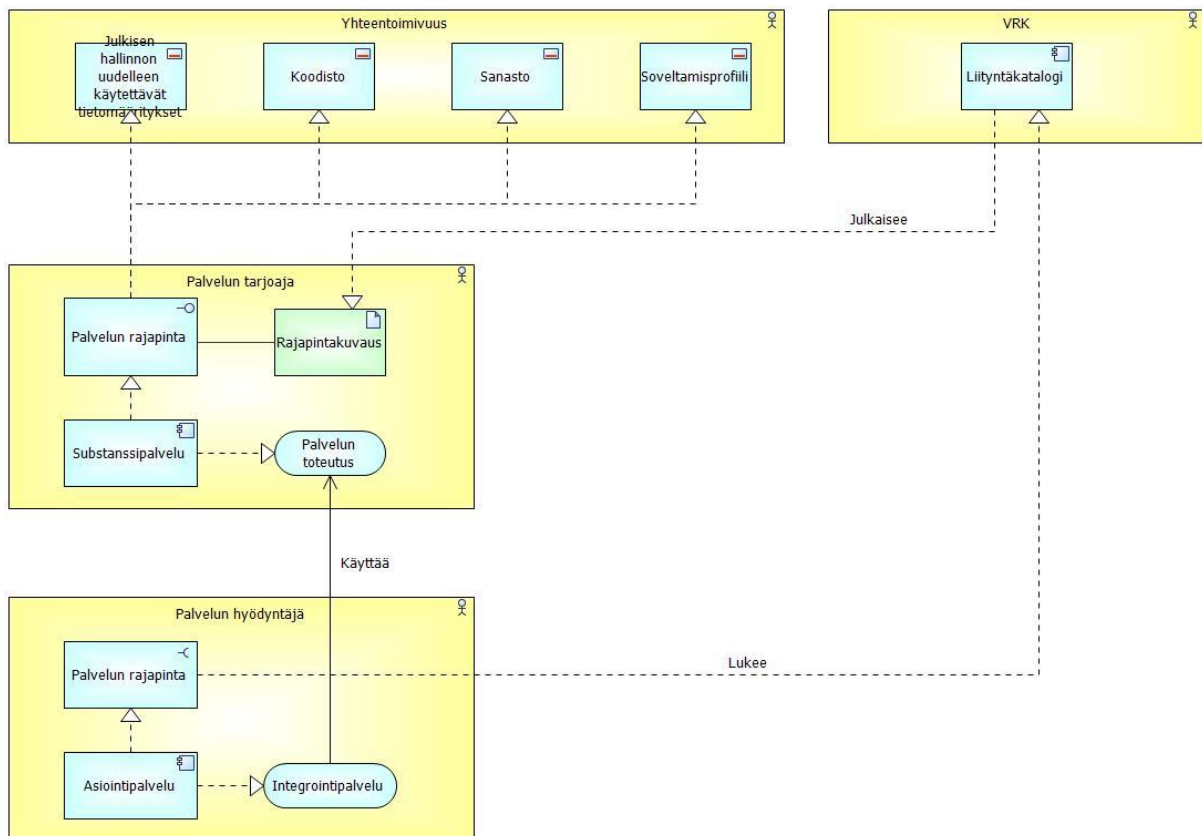 Yhteentoimivuus
Julkisen
hallinnon
uudelleen
käytettävät
tietomääritykset
Koodisto
Sanasto
Soveltamisprofiili
VRK
Liityntäkatalogi
Julkaisee
Palvelun tarjoaja
Palvelun rajapinta
Rajapintakuvaus
Substanssipalvelu
Palvelun
toteutus
Käyttää
Palvelun hyödyntäjä
Palvelun rajapinta
Lukee
Asiointipalvelu
Integrointipalvelu